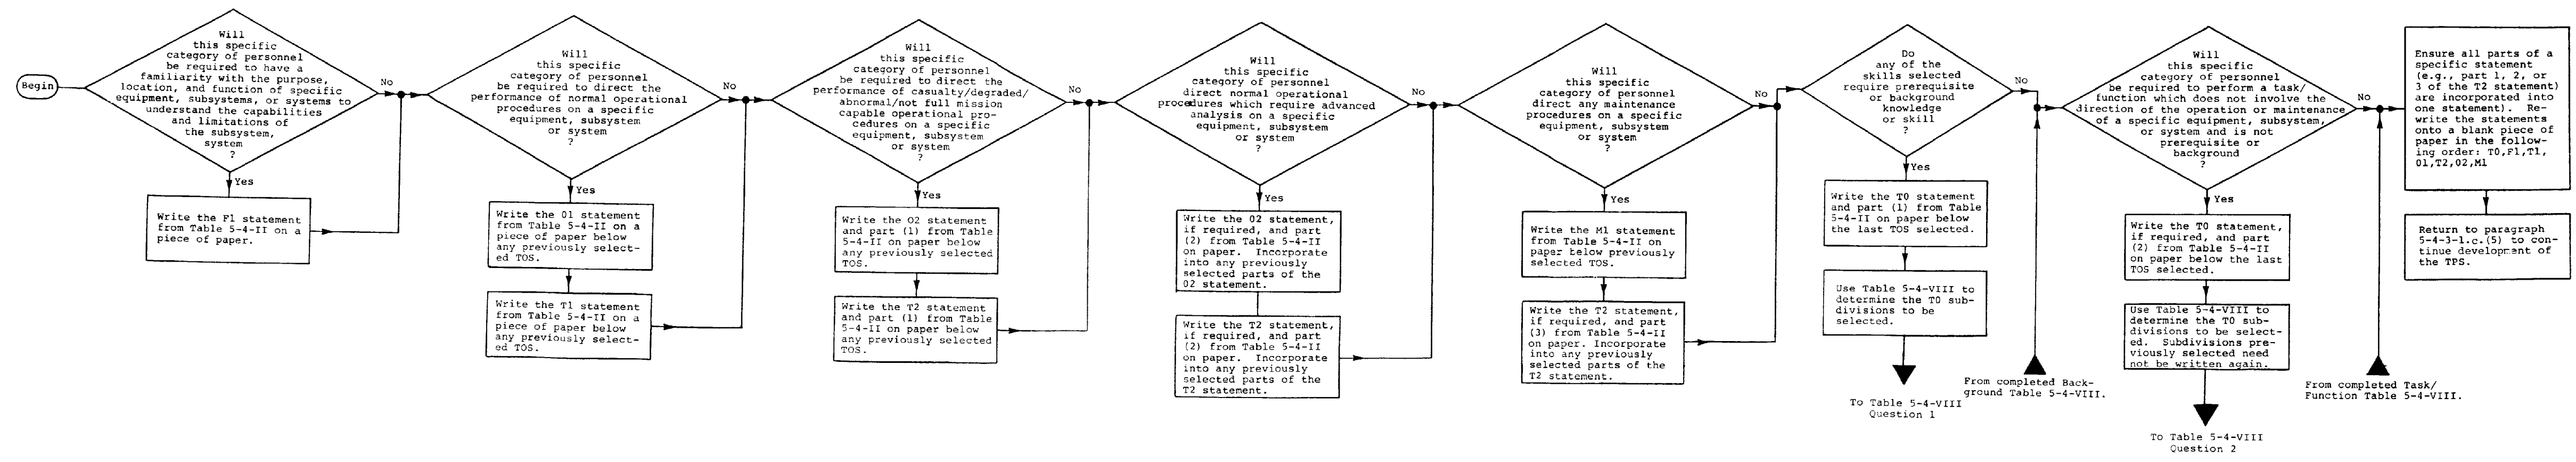 Begin
Will
this specific
category of personnel
be required to have a
familiarity with the purpose,
location, and function of specific
equipment, subsystems, or systems to
understand the capabilities
and limitations of
the subsystem,
system
?
No
Yes
Write the F1 statement
from Table 5-4-II on a
piece of paper.
Will
this specific
category of personnel
be required to direct the
performance of normal operational
procedures on a specific
equipment, subsystem
or system
?
No
Yes
Write the O1 statement
from Table 5-4-II on a
piece of paper below
any previously select-
ed TOS.
Write the T1 statement
from Table 5-4-II on a
piece of paper below
any previously select-
ed TOS.
Will
this specific
category of personnel
be required to direct the
performance of casualty/degraded/
abnormal/not full mission
capable operational pro-
cedures on a specific
equipment, subsystem
or system
?
No
Yes
Write the O2 statement
and part (1) from Table
5-4-II on paper below
any previously selected
TOS.
Write the T2 statement
and part (1) from Table
5-4-II on paper below
any previously selected
TOS.
Will
this specific
category of personnel
direct normal operational
procedures which require advanced
analysis on a specific
equipment, subsystem
or system
?
No
Yes
Write the O2 statement,
if required, and part
(2) from Table 5-4-II
on paper. Incorporate
into any previously
selected parts of the
O2 statement.
Write the T2 statement,
if required, and part
(2) from Table 5-4-II
on paper. Incorporate
into any previously
selected parts of the
T2 statement.
Will
this specific
category of personnel
direct any maintenance
procedures on a specific
equipment, subsystem
or system
?
No
Yes
Write the M1 statement
from Table 5-4-II on
paper below previously
selected TOS.
Write the T2 statement,
if required, and part
(3) from Table 5-4-II
on paper. Incorporate
into any previously
selected parts of the
T2 statement.
Do
any of the
skills selected
require prerequisite
or background
knowledge
or skill
?
No
Yes
Write the T0 statement
and part (1) from Table
5-4-II on paper below
the last TOS selected.
Use Table 5-4-VIII to
determine the T0 sub-
divisions to be
selected.
To Table 5-4-VIII
Question 1
From completed Back-
ground Table 5-4-VIII.
Will
this specific
category of personnel
be required to perform a task/
function which does not involve the
direction of the operation or maintenance
of a specific equipment, subsystem,
or system and is not
prerequisite or
background
?
No
Yes
Write the T0 statement,
if required, and part
(2) from Table 5-4-II
on paper below the last
TOS selected.
Use Table 5-4-VIII to
determine the T0 sub-
divisions to be select-
ed. Subdivisions pre-
viously selected need
not be written again.
To Table 5-4-VIII
Question 2
From completed Task/
Function Table 5-4-VIII.
Ensure all parts of a
specific statement
(e.g., part 1, 2, or
3 of the T2 statement)
are incorporated into
one statement). Re-
write the statements
onto a blank piece of
paper in the follow-
ing order: T0,F1,T1,
O1,T2,O2,M1
Return to paragraph
5-4-3-1.c.(5) to con-
tinue development of
the TPS.